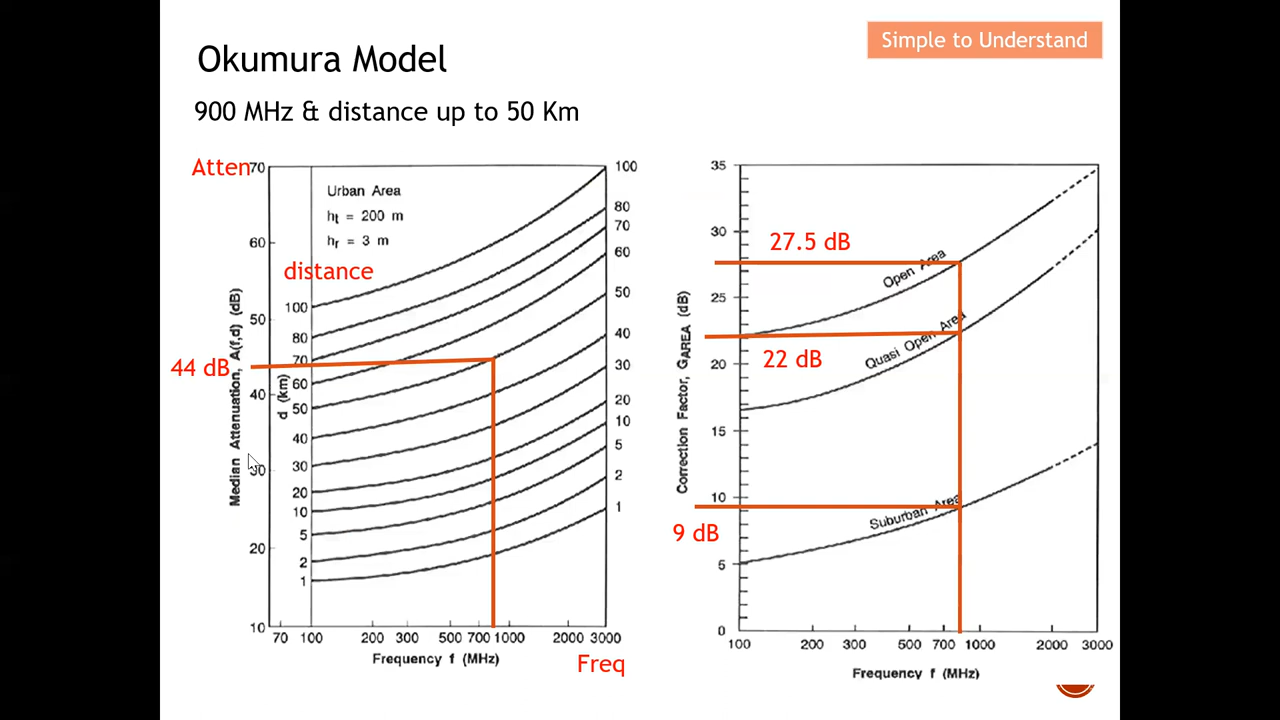 Simple to Understand
Okumura Model
900 MHz & distance up to 50 Km
Atten
70
60
50
40
30
20
10
Median Attenuation, A(f,d) (dB)
Urban Area
ht = 200 m
hr = 3 m
distance
44 dB
d (km)
100
80
70
60
50
40
30
20
10
5
2
1
100
80
70
60
50
40
30
20
10
5
2
1
70 100 200 300 500 700 1000 2000 3000
Frequency f (MHz)
Freq
35
30
25
20
15
10
5
0
Correction Factor, GAREA (dB)
27.5 dB
Open Area
22 dB
Quasi Open Area
9 dB
Suburban Area
100 200 300 500 700 1000 2000 3000
Frequency f (MHz)